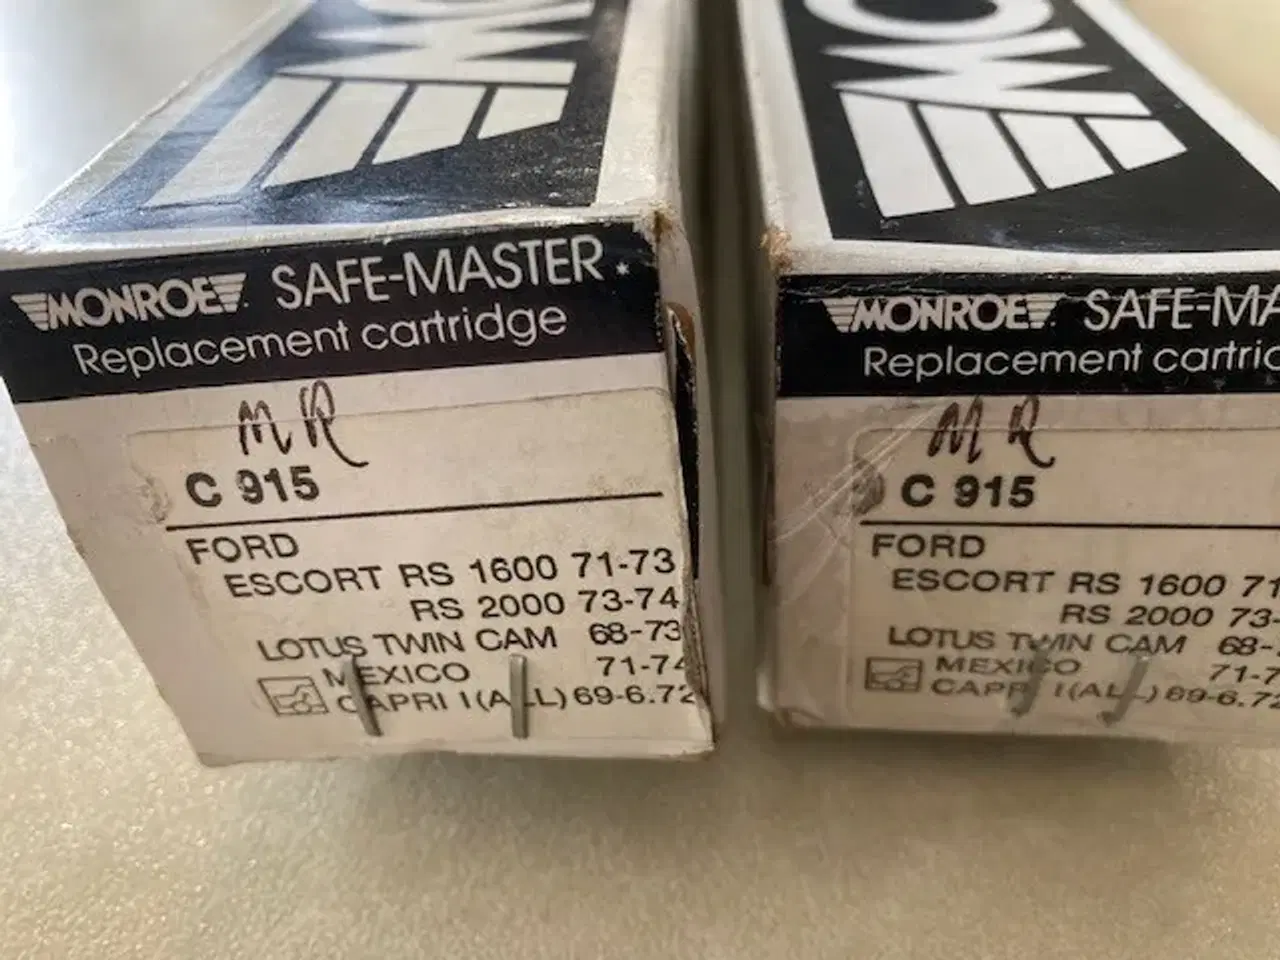 MONROE SAFE-MASTER
Replacement cartridge
MR
C 915
FORD
ESCORT RS 1600 71-73
RS 2000 73-74
LOTUS TWIN CAM 68-73
MEXICO 71-74
CAPRI I (ALL) 69-6.72
MONROE SAFE-MA
Replacement cartric
MR
C 915
FORD
ESCORT RS 1600 71
RS 2000 73-
LOTUS TWIN CAM 68-
MEXICO 71-7
CAPRI I (ALL) 69-6.72